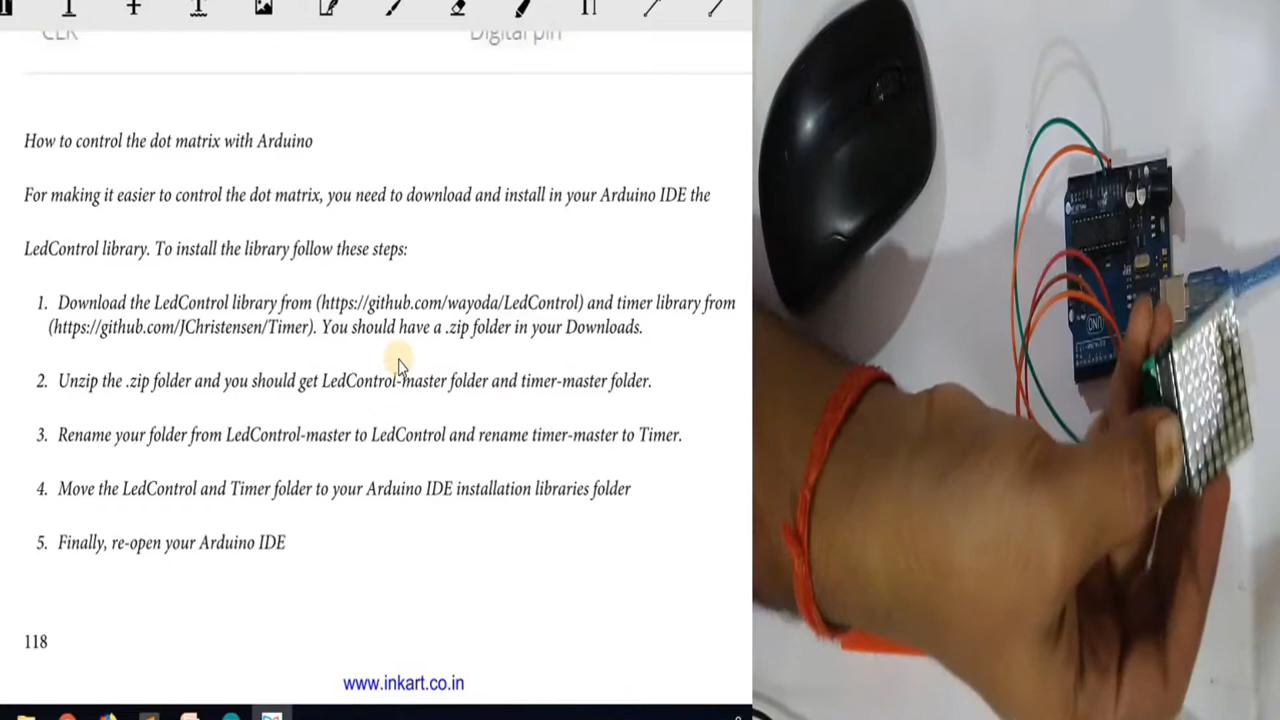 CLK Digital pin
How to control the dot matrix with Arduino
For making it easier to control the dot matrix, you need to download and install in your Arduino IDE the
LedControl library. To install the library follow these steps:
1. Download the LedControl library from (https://github.com/wayoda/LedControl) and timer library from
(https://github.com/JChristensen/Timer). You should have a .zip folder in your Downloads.
2. Unzip the .zip folder and you should get LedControl-master folder and timer-master folder.
3. Rename your folder from LedControl-master to LedControl and rename timer-master to Timer.
4. Move the LedControl and Timer folder to your Arduino IDE installation libraries folder
5. Finally, re-open your Arduino IDE
118
www.inkart.co.in
UNO